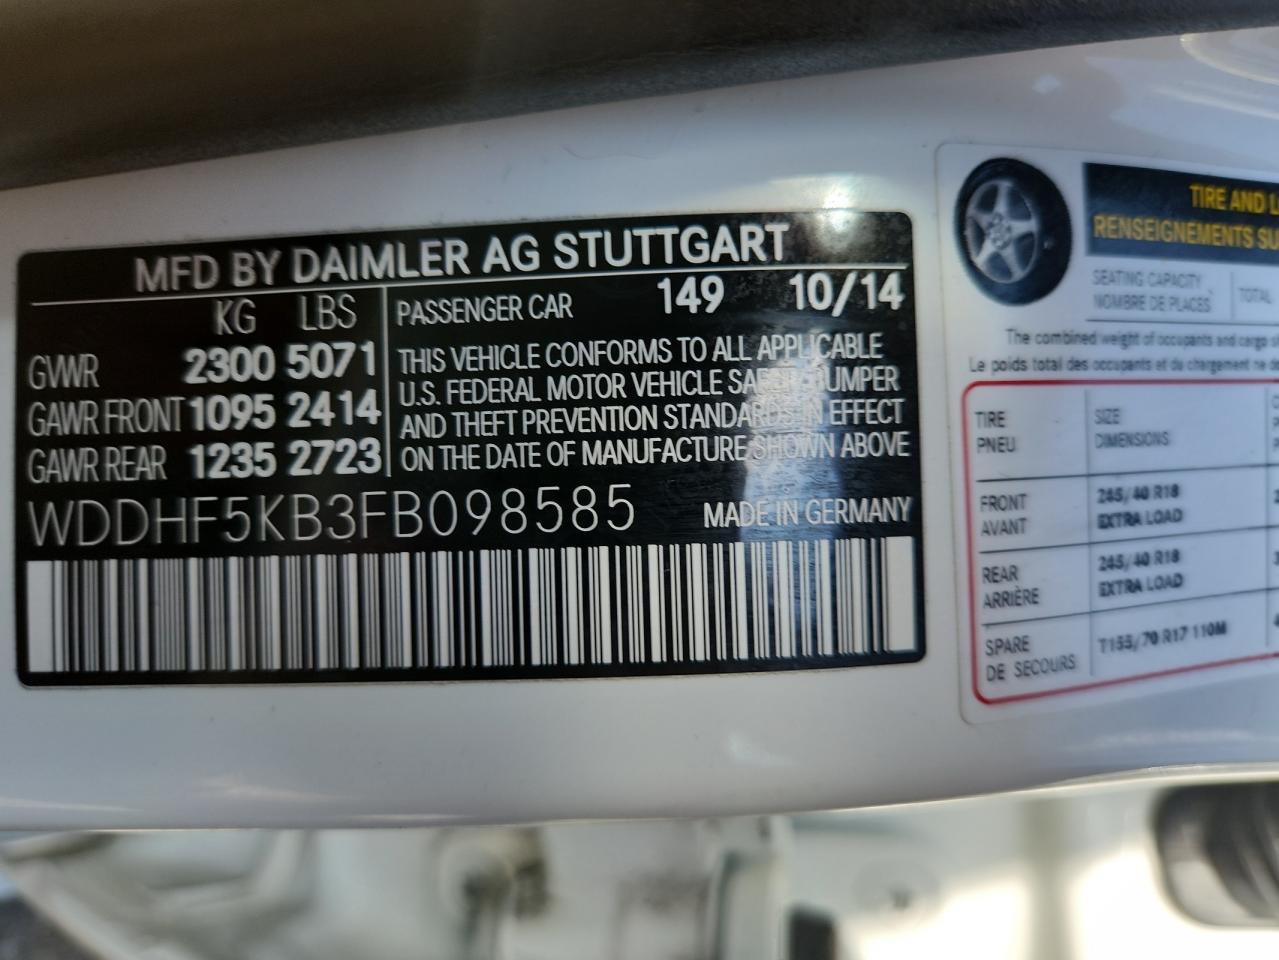 MFD BY DAIMLER AG STUTTGART
KG LBS
GVWR 2300 5071
GAWR FRONT 1095 2414
GAWR REAR 1235 2723
PASSENGER CAR 149 10/14
THIS VEHICLE CONFORMS TO ALL APPLICABLE
U.S. FEDERAL MOTOR VEHICLE SAFETY, BUMPER
AND THEFT PREVENTION STANDARDS IN EFFECT
ON THE DATE OF MANUFACTURE SHOWN ABOVE
WDDHF5KB3FB098585
MADE IN GERMANY
TIRE AND L
RENSEIGNEMENTS SU
SEATING CAPACITY
NOMBRE DE PLACES
TOTAL
The combined weight of occupants and cargo s
Le poids total des occupants et du chargement ne d
TIRE SIZE
PNEU DIMENSIONS
FRONT 245/40 R18
AVANT EXTRA LOAD
REAR 245/40 R18
ARRIÈRE EXTRA LOAD
SPARE T155/70 R17 110M
DE SECOURS